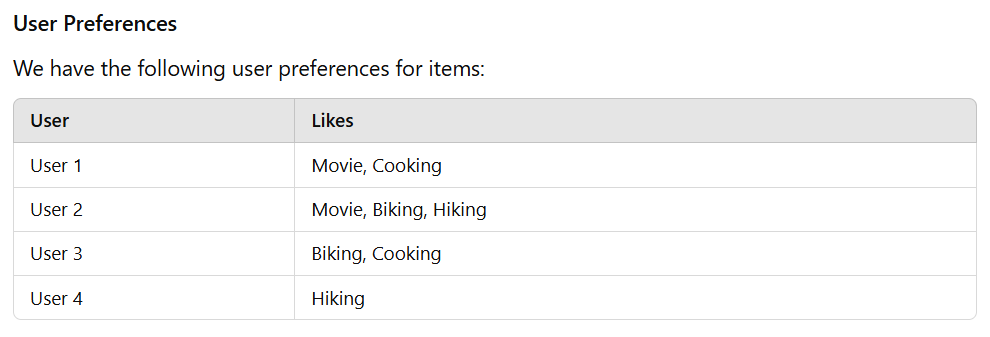 User Preferences
We have the following user preferences for items:
User Likes
User 1 Movie, Cooking
User 2 Movie, Biking, Hiking
User 3 Biking, Cooking
User 4 Hiking